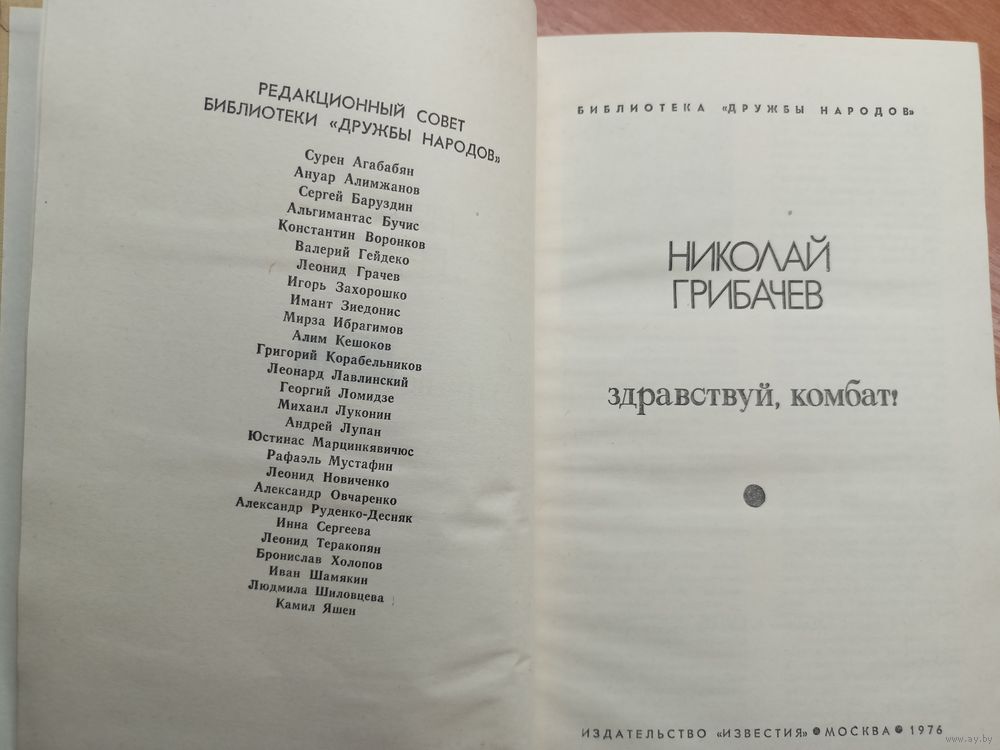 РЕДАКЦИОННЫЙ СОВЕТ
БИБЛИОТЕКИ «ДРУЖБЫ НАРОДОВ»
Сурен Агабабян
Ануар Алимжанов
Сергей Баруздин
Альгимантас Бучис
Константин Воронков
Валерий Гейдеко
Леонид Грачев
Игорь Захорошко
Имант Зиедонис
Мирза Ибрагимов
Алим Кешоков
Григорий Корабельников
Леонард Лавлинский
Георгий Ломидзе
Михаил Луконин
Андрей Лупан
Юстинас Марцинкявичюс
Рафаэль Мустафин
Леонид Новиченко
Александр Овчаренко
Александр Руденко-Десняк
Инна Сергеева
Леонид Теракопян
Бронислав Холопов
Иван Шамякин
Людмила Шиловцева
Камил Яшен
БИБЛИОТЕКА «ДРУЖБЫ НАРОДОВ»
НИКОЛАЙ
ГРИБАЧЕВ
здравствуй, комбат!
ИЗДАТЕЛЬСТВО «ИЗВЕСТИЯ» ● МОСКВА ● 1976
www.ay.by